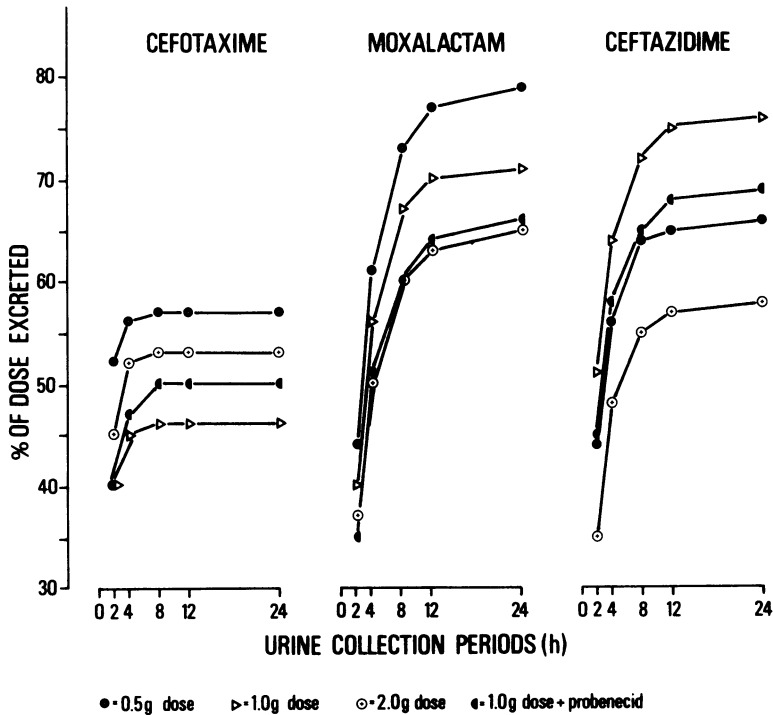 CEFOTAXIME
MOXALACTAM
CEFTAZIDIME
% OF DOSE EXCRETED
80
70
60
50
40
30
0 2 4 8 12 24
0 2 4 8 12 24
0 2 4 8 12 24
URINE COLLECTION PERIODS (h)
●=0.5g dose ▷=1.0g dose ⊙=2.0g dose ◖=1.0g dose + probenecid